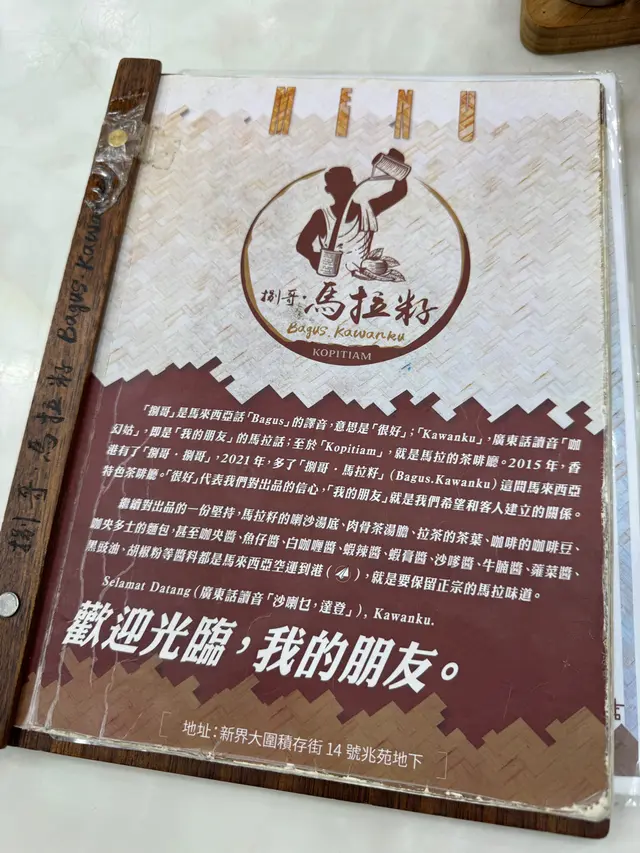 MENU
捌哥·馬拉籽
Bagus.Kawanku
KOPITIAM
捌哥·馬拉籽 Bagus.Kawanku
「捌哥」是馬來西亞話「Bagus」的譯音，意思是「很好」；「Kawanku」，廣東話讀音「咖
幻姑」，即是「我的朋友」的馬拉話；至於「Kopitiam」，就是馬拉的茶啡廳。2015年，香
港有了「捌哥·捌哥」，2021年，多了「捌哥．馬拉籽」(Bagus.Kawanku) 這間馬來西亞
特色茶啡廳。「很好」代表我們對出品的信心，「我的朋友」就是我們希望和客人建立的關係。
繼續對出品的一份堅持，馬拉籽的喇沙湯底、肉骨茶湯膽、拉茶的茶葉、咖啡的咖啡豆、
咖央多士的麵包，甚至咖央醬、魚仔醬、白咖喱醬、蝦辣醬、蝦膏醬、沙嗲醬、牛腩醬、蓮菜醬、
黑豉油、胡椒粉等醬料都是馬來西亞空運到港()，就是要保留正宗的馬拉味道。
Selamat Datang (廣東話讀音「沙喇乜，達登」), Kawanku.
歡迎光臨，我的朋友。
地址：新界大圍積存街14號兆苑地下